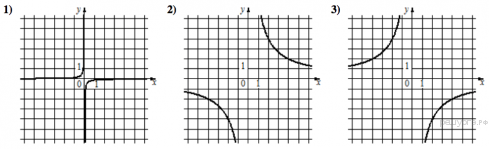 1) 2) 3)
y y y
1 1 1
0 1 x 0 1 x 0 1 x